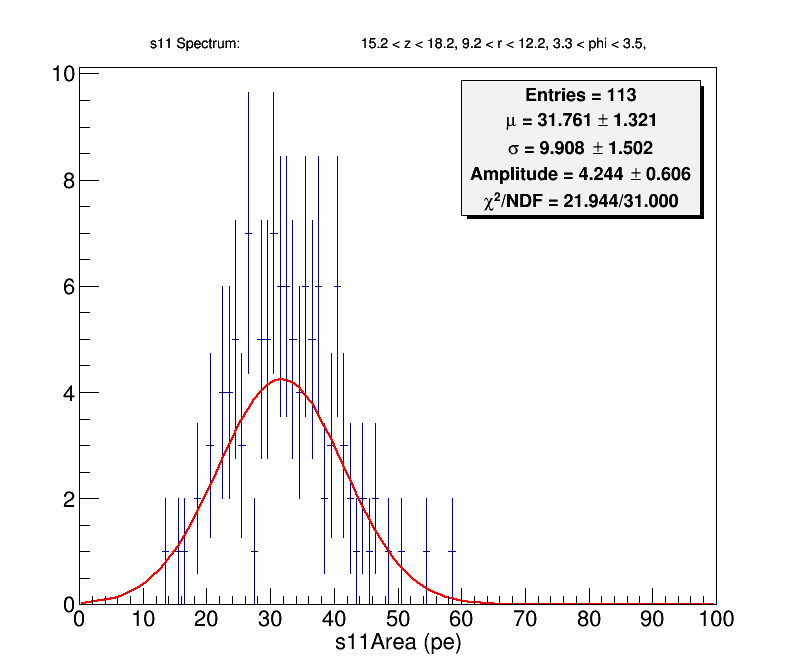 s11 Spectrum: 15.2 < z < 18.2, 9.2 < r < 12.2, 3.3 < phi < 3.5,
Entries = 113
μ = 31.761 ± 1.321
σ = 9.908 ± 1.502
Amplitude = 4.244 ± 0.606
χ²/NDF = 21.944/31.000
10
8
6
4
2
0
0 10 20 30 40 50 60 70 80 90 100
s11Area (pe)